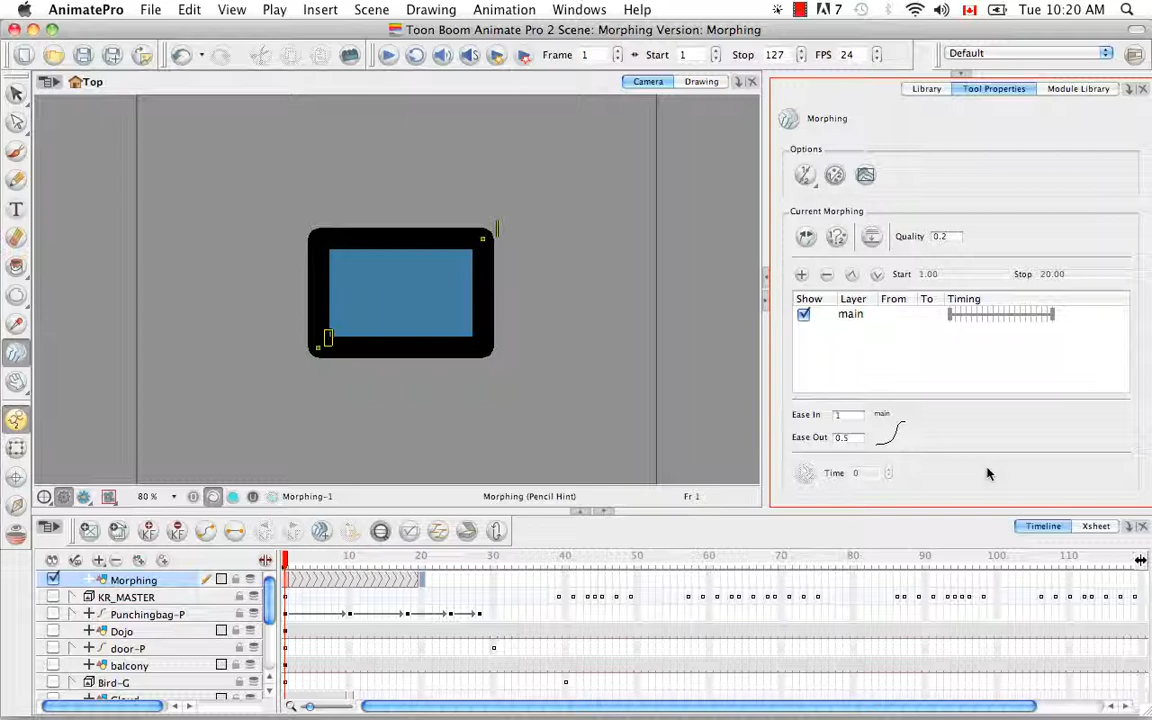 AnimatePro File Edit View Play Insert Scene Drawing Animation Windows Help 7 Tue 10:20 AM
Toon Boom Animate Pro 2 Scene: Morphing Version: Morphing
Frame 1 Start 1 Stop 127 FPS 24 Default
Top Camera Drawing Library Tool Properties Module Library
Morphing
Options
Current Morphing
Quality 0.2
Start 1.00 Stop 20.00
Show Layer From To Timing
main
Ease In 1 main
Ease Out 0.5
Time 0
80 % Morphing-1 Morphing (Pencil Hint) Fr 1
Timeline Xsheet
10 20 30 40 50 60 70 80 90 100 110
Morphing
KR_MASTER
Punchingbag-P
Dojo
door-P
balcony
Bird-G
Cloud